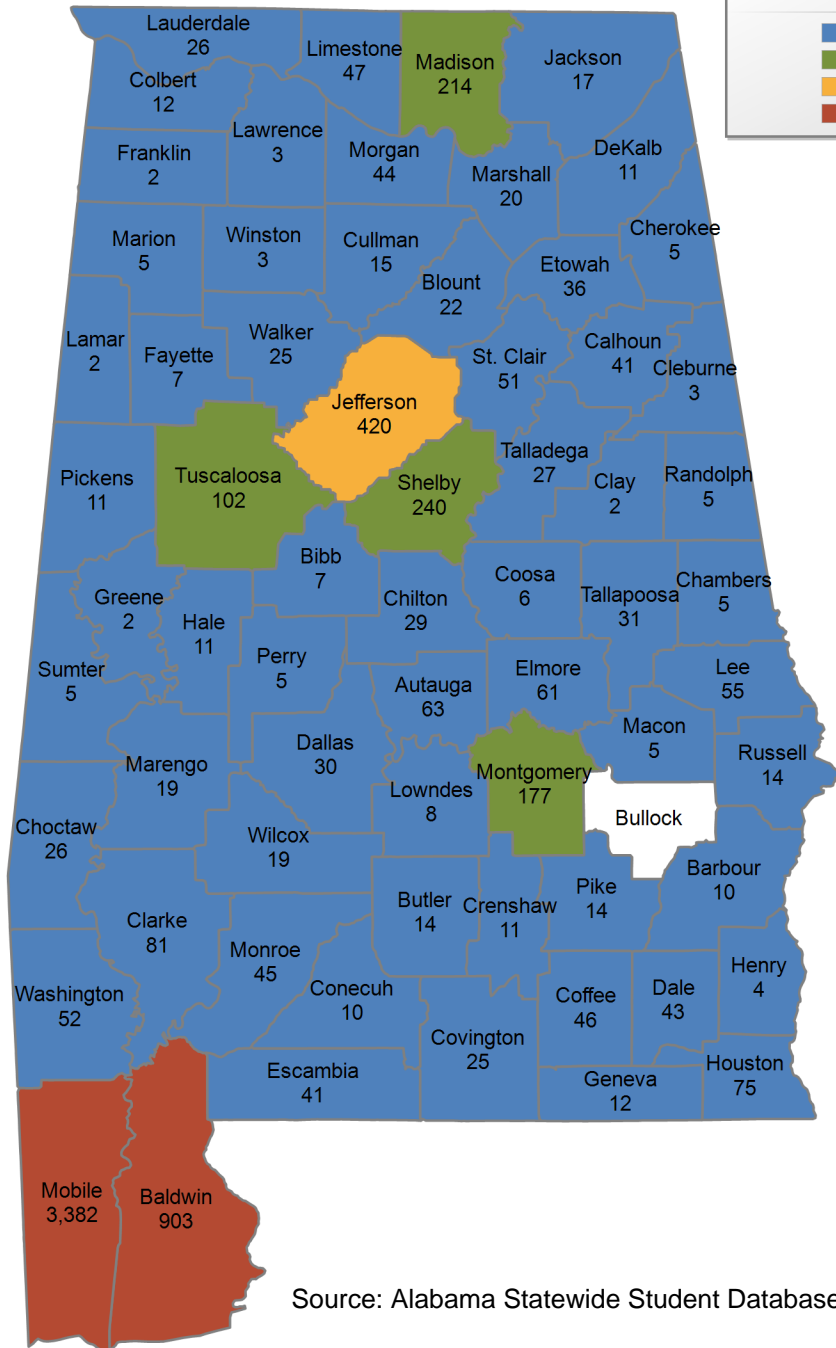 Lauderdale
26
Limestone
47
Madison
214
Jackson
17
Colbert
12
Lawrence
3
Franklin
2
Morgan
44
Marshall
20
DeKalb
11
Cherokee
5
Marion
5
Winston
3
Cullman
15
Blount
22
Etowah
36
Lamar
2
Fayette
7
Walker
25
St. Clair
51
Calhoun
41
Cleburne
3
Jefferson
420
Pickens
11
Tuscaloosa
102
Shelby
240
Talladega
27
Clay
2
Randolph
5
Bibb
7
Greene
2
Hale
11
Chilton
29
Coosa
6
Tallapoosa
31
Chambers
5
Sumter
5
Perry
5
Autauga
63
Elmore
61
Lee
55
Marengo
19
Dallas
30
Lowndes
8
Montgomery
177
Macon
5
Russell
14
Bullock
Choctaw
26
Wilcox
19
Clarke
81
Monroe
45
Butler
14
Crenshaw
11
Pike
14
Barbour
10
Washington
52
Conecuh
10
Covington
25
Coffee
46
Dale
43
Henry
4
Escambia
41
Geneva
12
Houston
75
Mobile
3,382
Baldwin
903
Source: Alabama Statewide Student Database